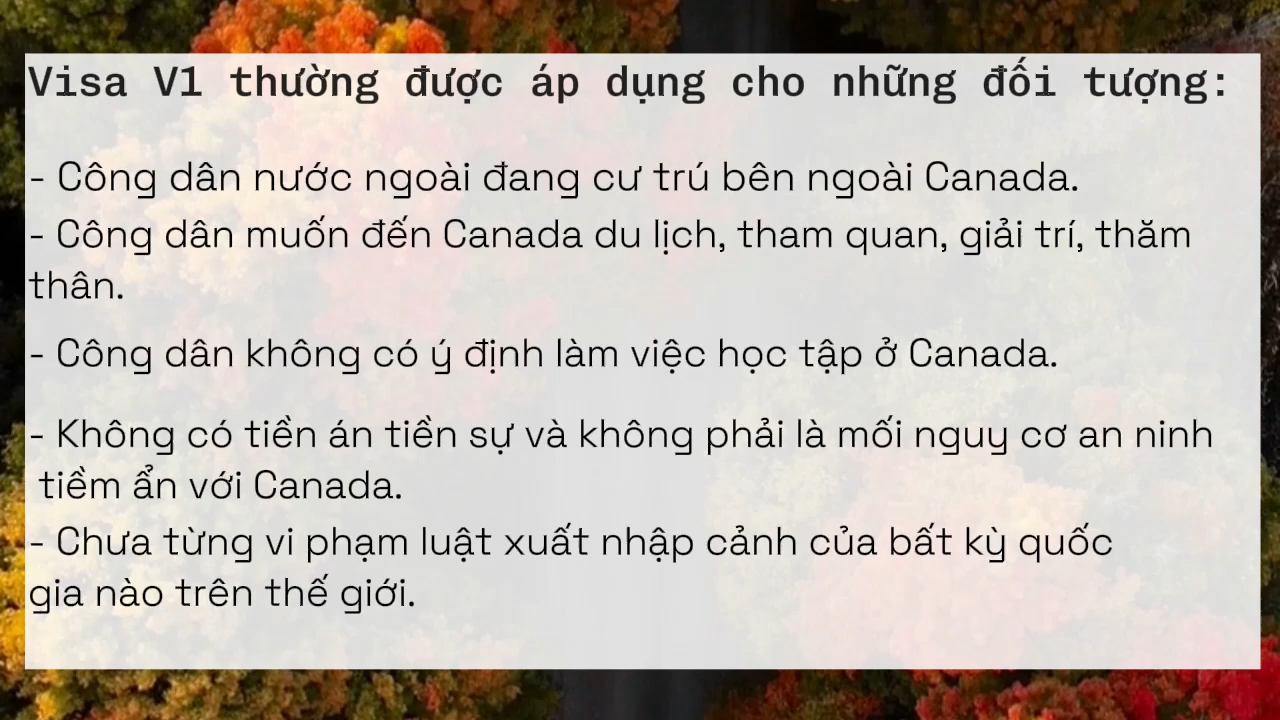 Visa V1 thường được áp dụng cho những đối tượng:
- Công dân nước ngoài đang cư trú bên ngoài Canada.
- Công dân muốn đến Canada du lịch, tham quan, giải trí, thăm
thân.
- Công dân không có ý định làm việc học tập ở Canada.
- Không có tiền án tiền sự và không phải là mối nguy cơ an ninh
tiềm ẩn với Canada.
- Chưa từng vi phạm luật xuất nhập cảnh của bất kỳ quốc
gia nào trên thế giới.